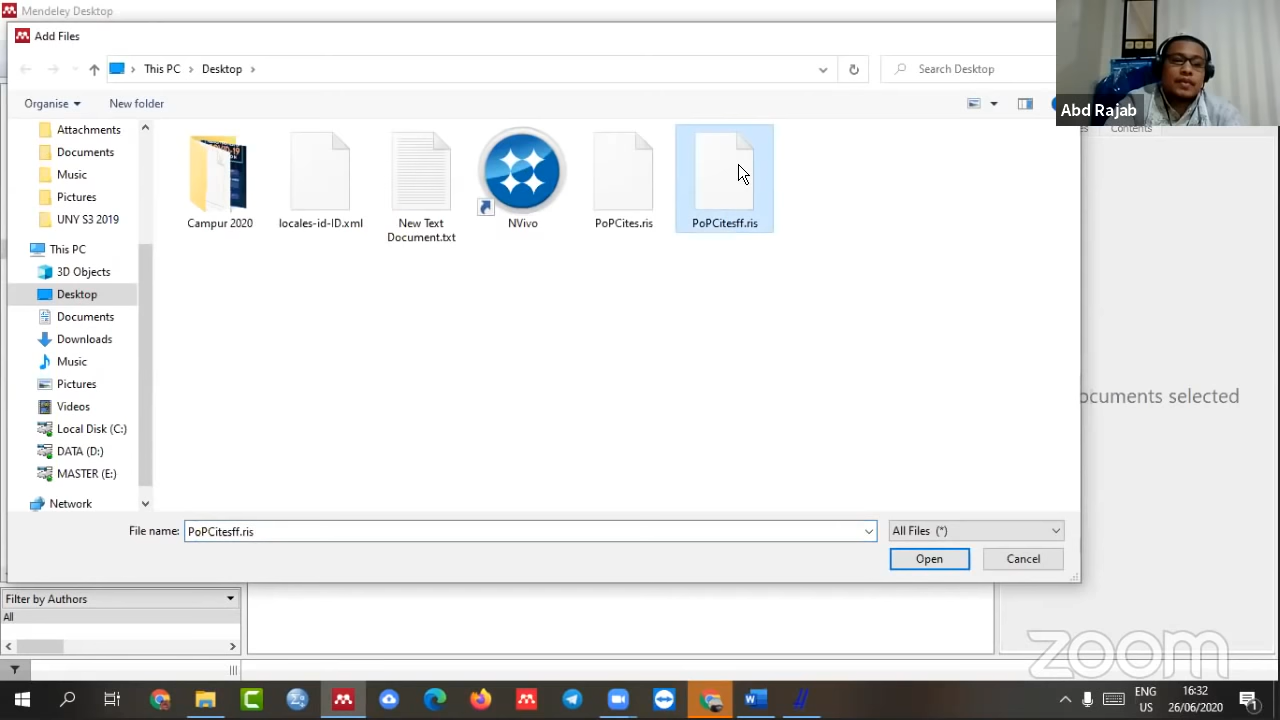 Mendeley Desktop
Add Files
This PC
Desktop
Search Desktop
Abd Rajab
Organise
New folder
Contents
Attachments
Documents
Music
Pictures
UNY S3 2019
This PC
3D Objects
Desktop
Documents
Downloads
Music
Pictures
Videos
Local Disk (C:)
DATA (D:)
MASTER (E:)
Network
Campur 2020
locales-id-ID.xml
New Text
Document.txt
NVivo
PoPCites.ris
PoPCitesff.ris
ocuments selected
File name:
PoPCitesff.ris
All Files (*)
Open
Cancel
Filter by Authors
All
zoom
ENG
US
16:32
26/06/2020
1